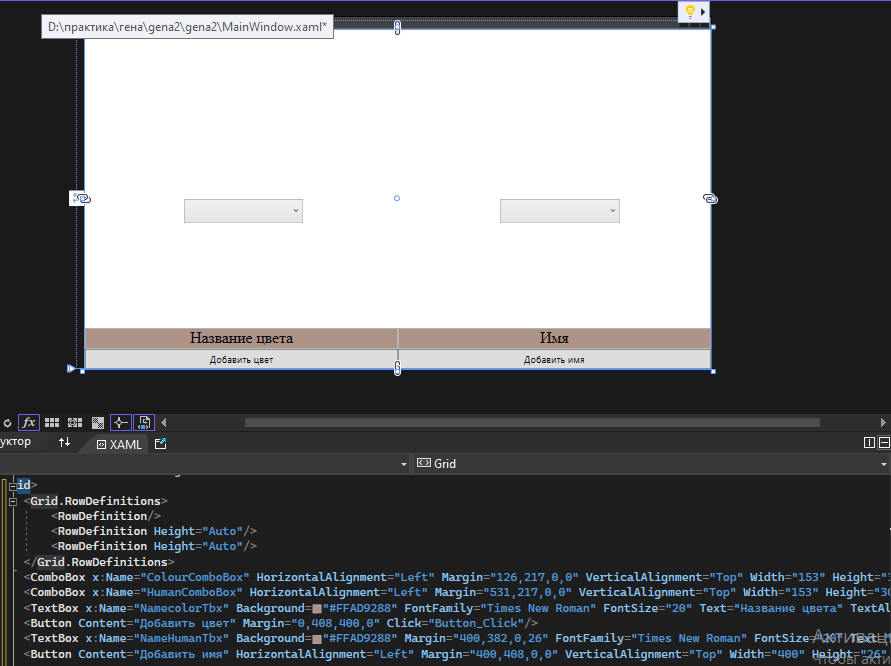 D:\практика\гена\gena2\gena2\MainWindow.xaml*
Название цвета
Имя
Добавить цвет
Добавить имя
fx
уктор
XAML
Grid
id>
<Grid.RowDefinitions>
<RowDefinition/>
<RowDefinition Height="Auto"/>
<RowDefinition Height="Auto"/>
</Grid.RowDefinitions>
<ComboBox x:Name="ColourComboBox" HorizontalAlignment="Left" Margin="126,217,0,0" VerticalAlignment="Top" Width="153" Height="3
<ComboBox x:Name="HumanComboBox" HorizontalAlignment="Left" Margin="531,217,0,0" VerticalAlignment="Top" Width="153" Height="30
<TextBox x:Name="NamecolorTbx" Background="#FFAD9288" FontFamily="Times New Roman" FontSize="20" Text="Название цвета" TextAl
<Button Content="Добавить цвет" Margin="0,408,400,0" Click="Button_Click"/>
<TextBox x:Name="NameHumanTbx" Background="#FFAD9288" Margin="400,382,0,26" FontFamily="Times New Roman" FontSize="20" Text="
<Button Content="Добавить имя" HorizontalAlignment="Left" Margin="400,408,0,0" VerticalAlignment="Top" Width="400" Height="26"